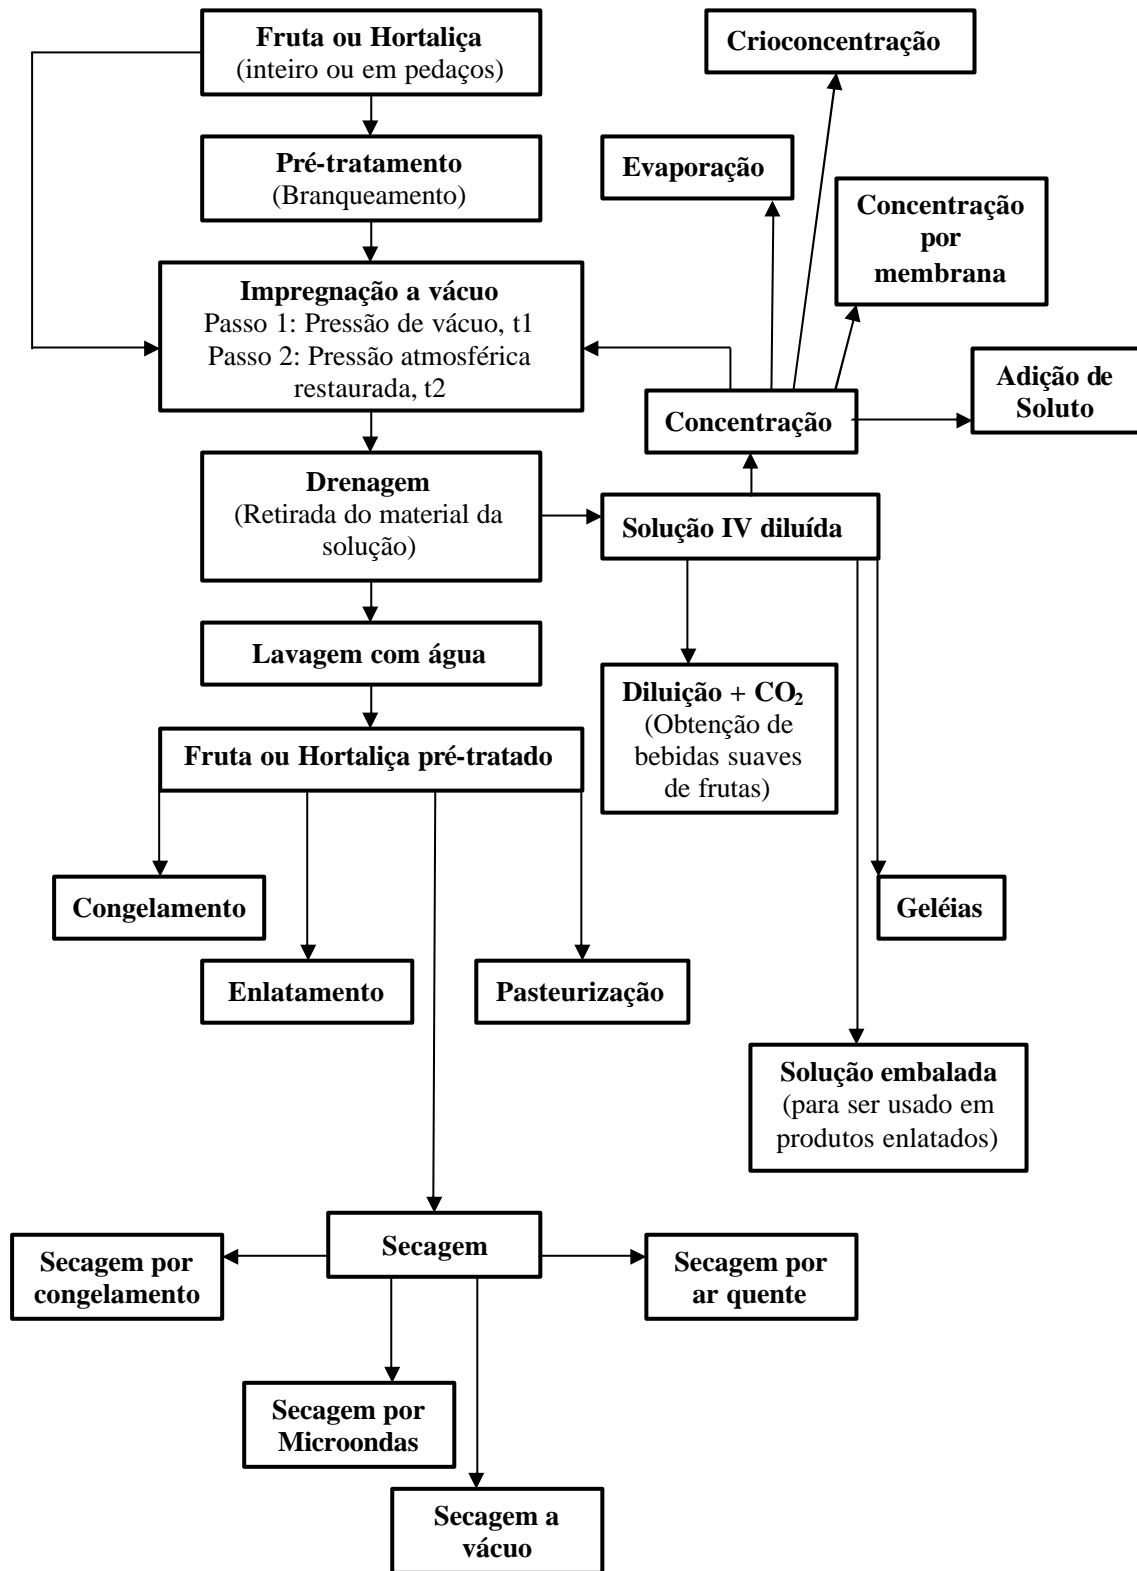 Fruta ou Hortaliça
(inteiro ou em pedaços)
Crioconcentração
Pré-tratamento
(Branqueamento)
Evaporação
Concentração
por
membrana
Impregnação a vácuo
Passo 1: Pressão de vácuo, t1
Passo 2: Pressão atmosférica
restaurada, t2
Adição de
Soluto
Concentração
Drenagem
(Retirada do material da
solução)
Solução IV diluída
Lavagem com água
Diluição + CO₂
(Obtenção de
bebidas suaves
de frutas)
Fruta ou Hortaliça pré-tratado
Congelamento
Geléias
Enlatamento
Pasteurização
Solução embalada
(para ser usado em
produtos enlatados)
Secagem
Secagem por
congelamento
Secagem por
ar quente
Secagem por
Microondas
Secagem a
vácuo